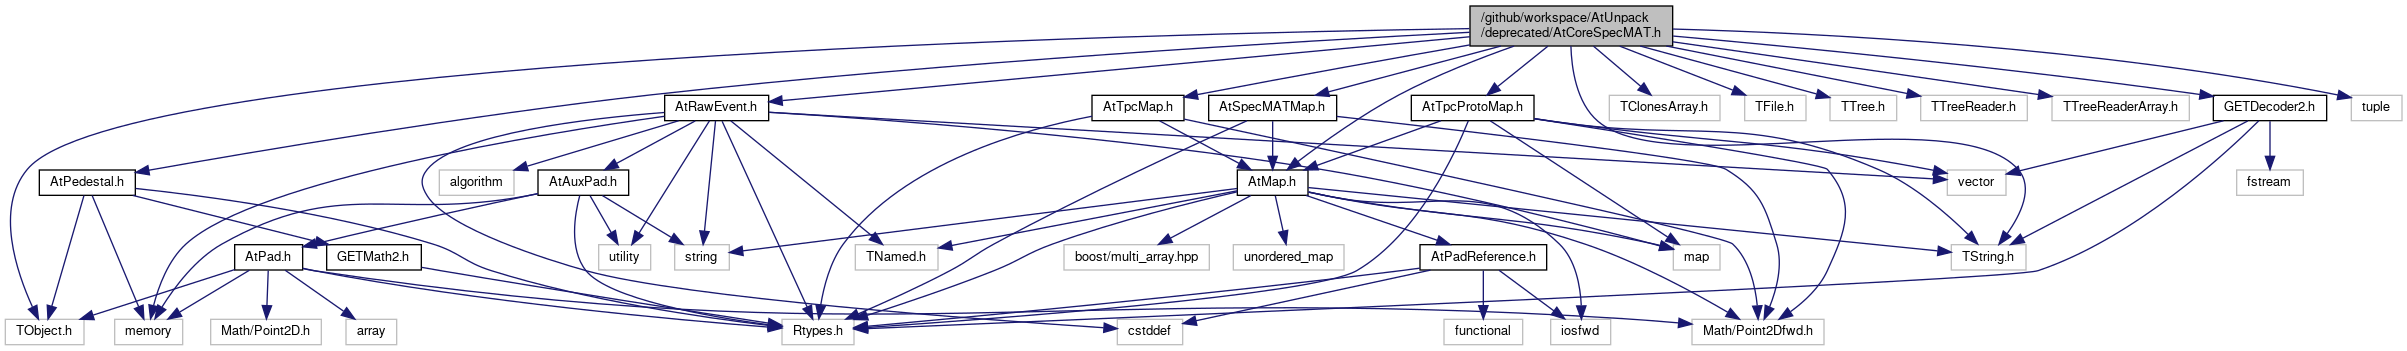 /github/workspace/AtUnpack
/deprecated/AtCoreSpecMAT.h
AtRawEvent.h
AtTpcMap.h
AtSpecMATMap.h
AtTpcProtoMap.h
TClonesArray.h
TFile.h
TTree.h
TTreeReader.h
TTreeReaderArray.h
GETDecoder2.h
tuple
AtPedestal.h
algorithm
AtAuxPad.h
AtMap.h
vector
fstream
AtPad.h
GETMath2.h
utility
string
TNamed.h
boost/multi_array.hpp
unordered_map
AtPadReference.h
map
TString.h
TObject.h
memory
Math/Point2D.h
array
Rtypes.h
cstddef
functional
iosfwd
Math/Point2Dfwd.h